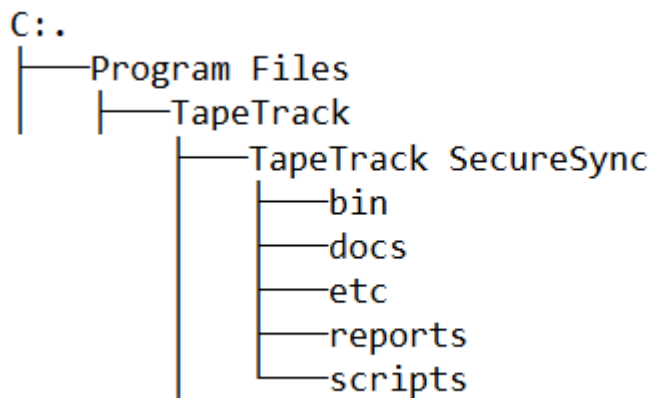 C:.
Program Files
TapeTrack
TapeTrack SecureSync
bin
docs
etc
reports
scripts